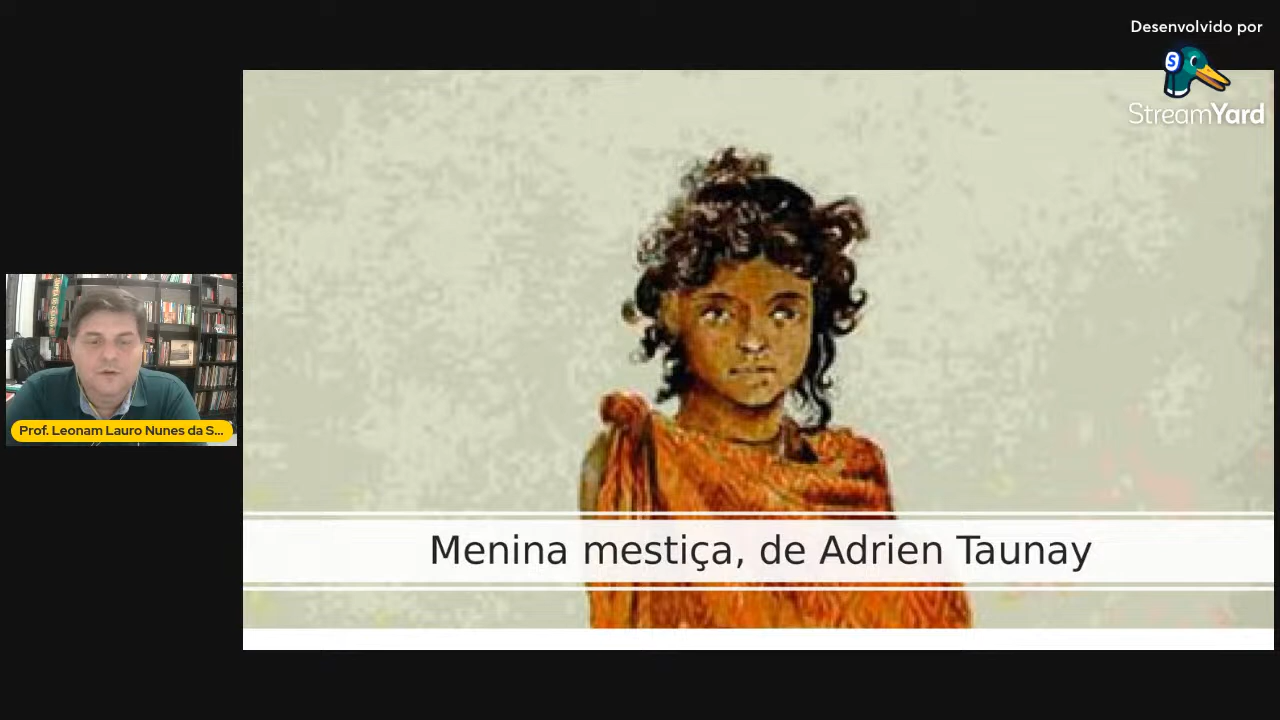 Desenvolvido por
StreamYard
Menina mestiça, de Adrien Taunay
Prof. Leonam Lauro Nunes da S...